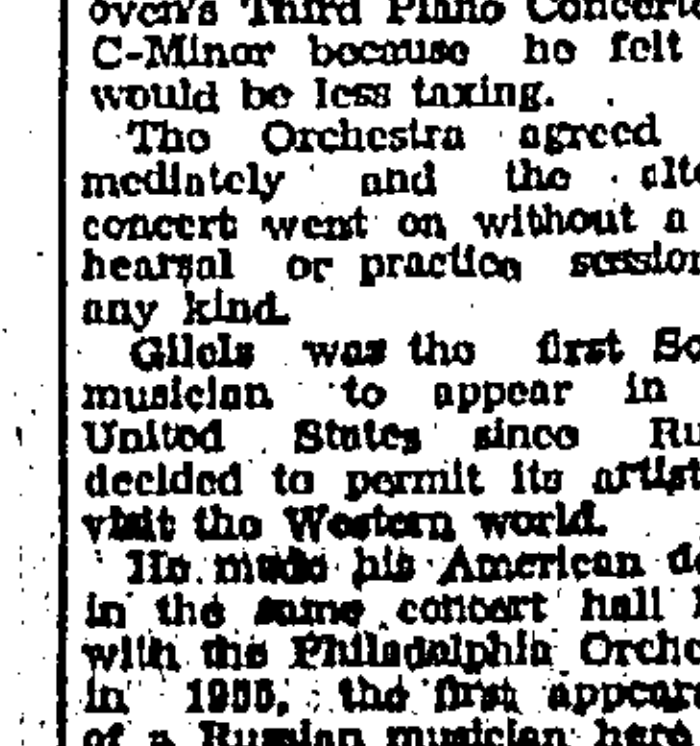 oven's Third Piano Concerto
C-Minor because he felt
would be less taxing.
The Orchestra agreed
mediately and the alte
concert went on without a
hearsal or practice session
any kind.
Gilels was the first So
musician to appear in
United States since Ru
decided to permit its artist
visit the Western world.
He made his American de
in the same concert hall
with the Philadelphia Orche
in 1955, the first appear
of a Russian musician here